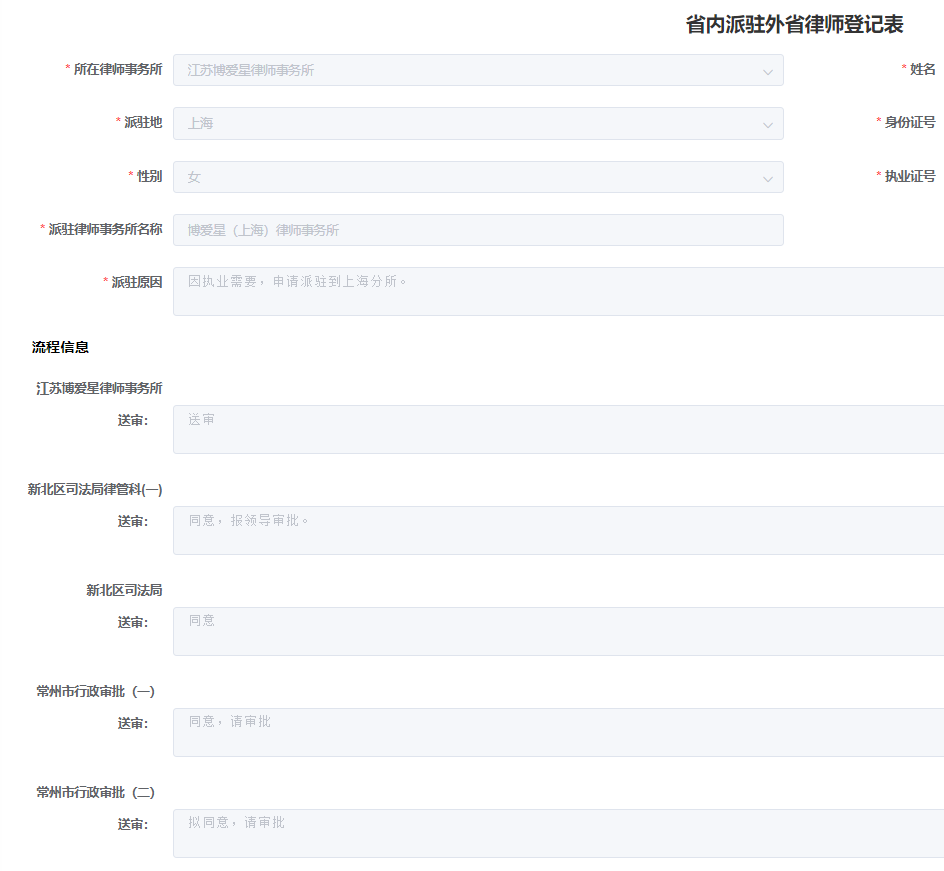 省内派驻外省律师登记表
* 所在律师事务所 江苏博爱星律师事务所 * 姓名
* 派驻地 上海 * 身份证号
* 性别 女 * 执业证号
* 派驻律师事务所名称 博爱星（上海）律师事务所
* 派驻原因 因执业需要，申请派驻到上海分所。
流程信息
江苏博爱星律师事务所
送审： 送审
新北区司法局律管科(一)
送审： 同意，报领导审批。
新北区司法局
送审： 同意
常州市行政审批（一）
送审： 同意，请审批
常州市行政审批（二）
送审： 拟同意，请审批